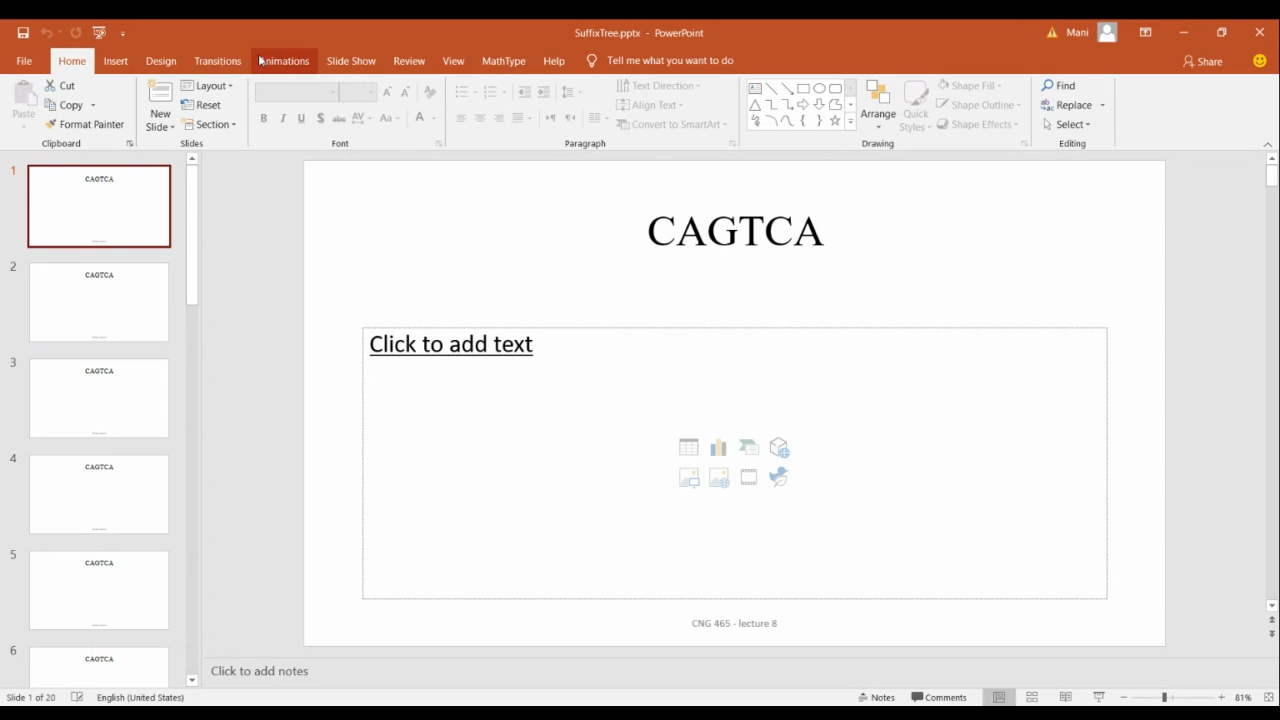 SuffixTree.pptx - PowerPoint
Mani
File Home Insert Design Transitions Animations Slide Show Review View MathType Help Tell me what you want to do Share
Paste
Cut
Copy
Format Painter
Clipboard
New Slide
Layout
Reset
Section
Slides
B I U S abc AV Aa A
Font
Text Direction
Align Text
Convert to SmartArt
Paragraph
Arrange
Quick Styles
Shape Fill
Shape Outline
Shape Effects
Drawing
Find
Replace
Select
Editing
1
CAGTCA
2
CAGTCA
3
CAGTCA
4
CAGTCA
5
CAGTCA
6
CAGTCA
CAGTCA
Click to add text
CNG 465 - lecture 8
Click to add notes
Slide 1 of 20 English (United States) Notes Comments 81%